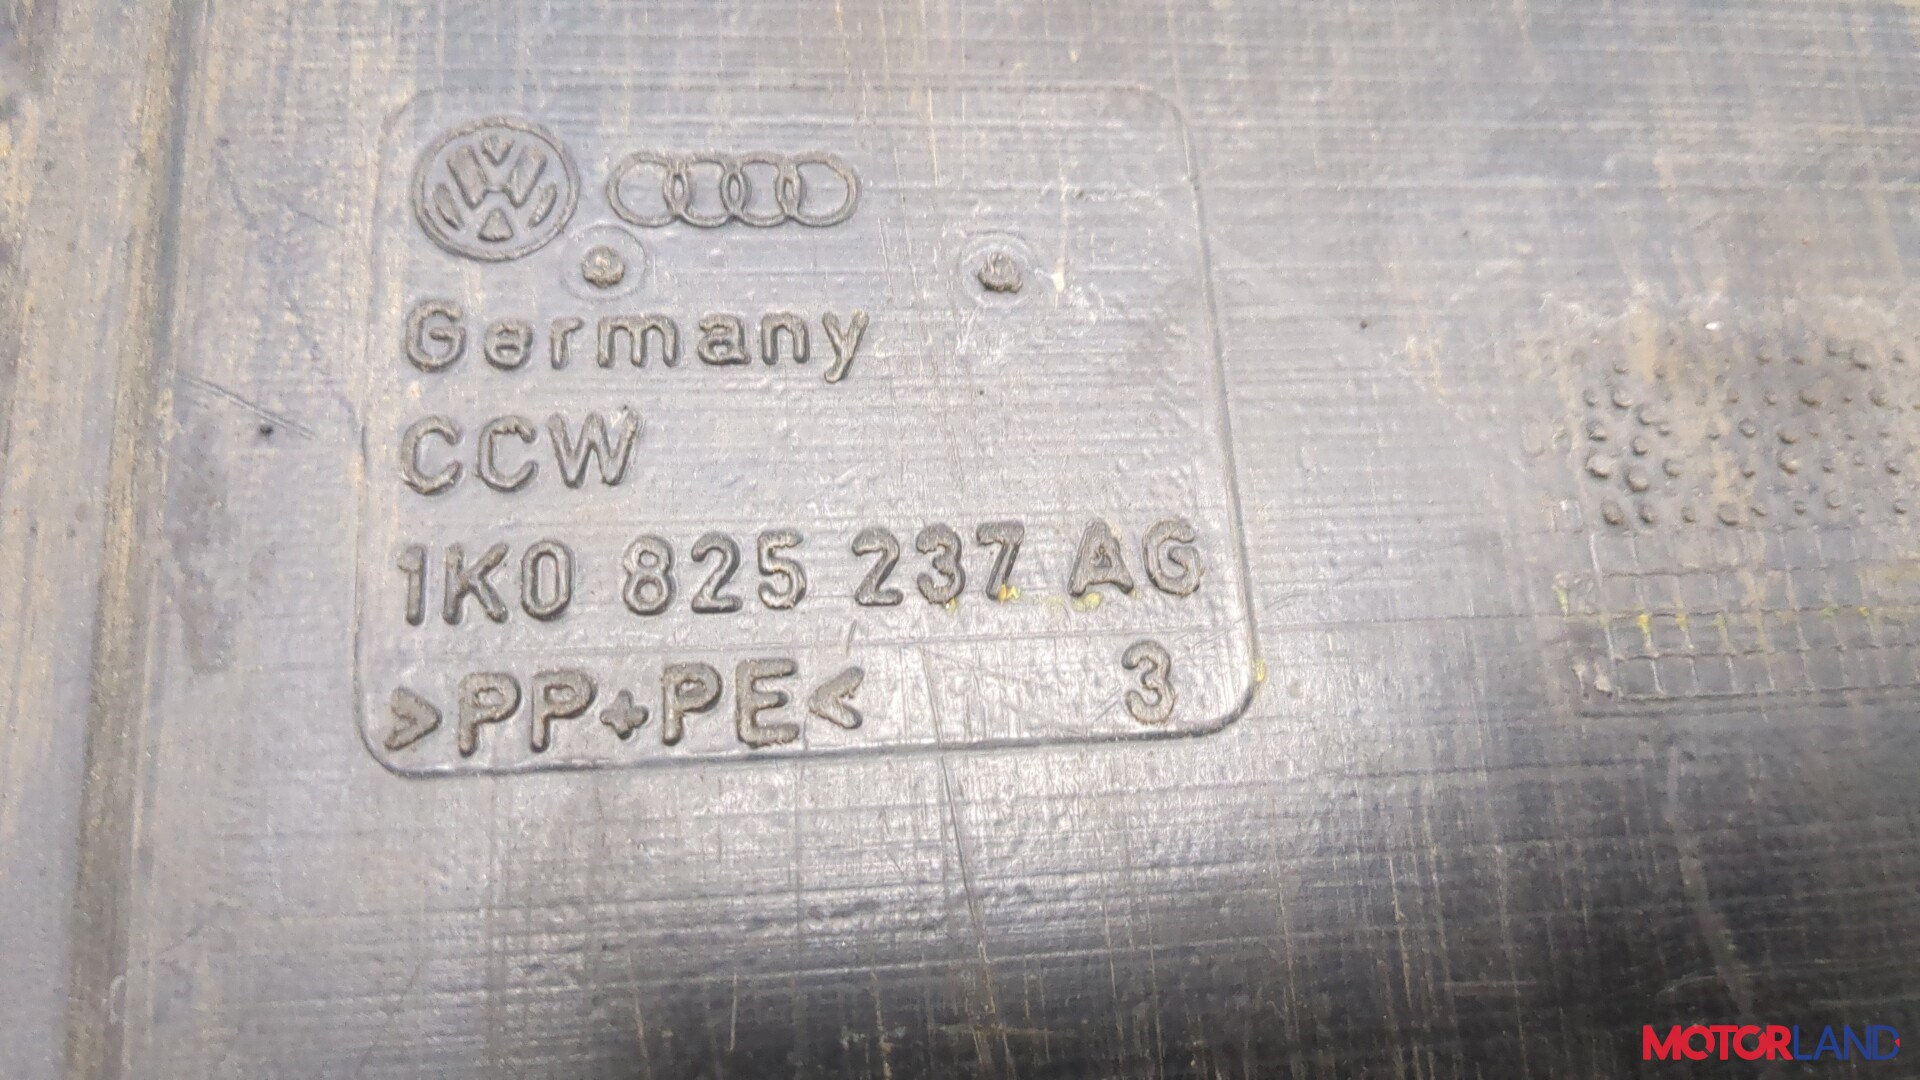 Germany
CCW
1K0 825 237 AG
>PP+PE< 3
MOTORLAND